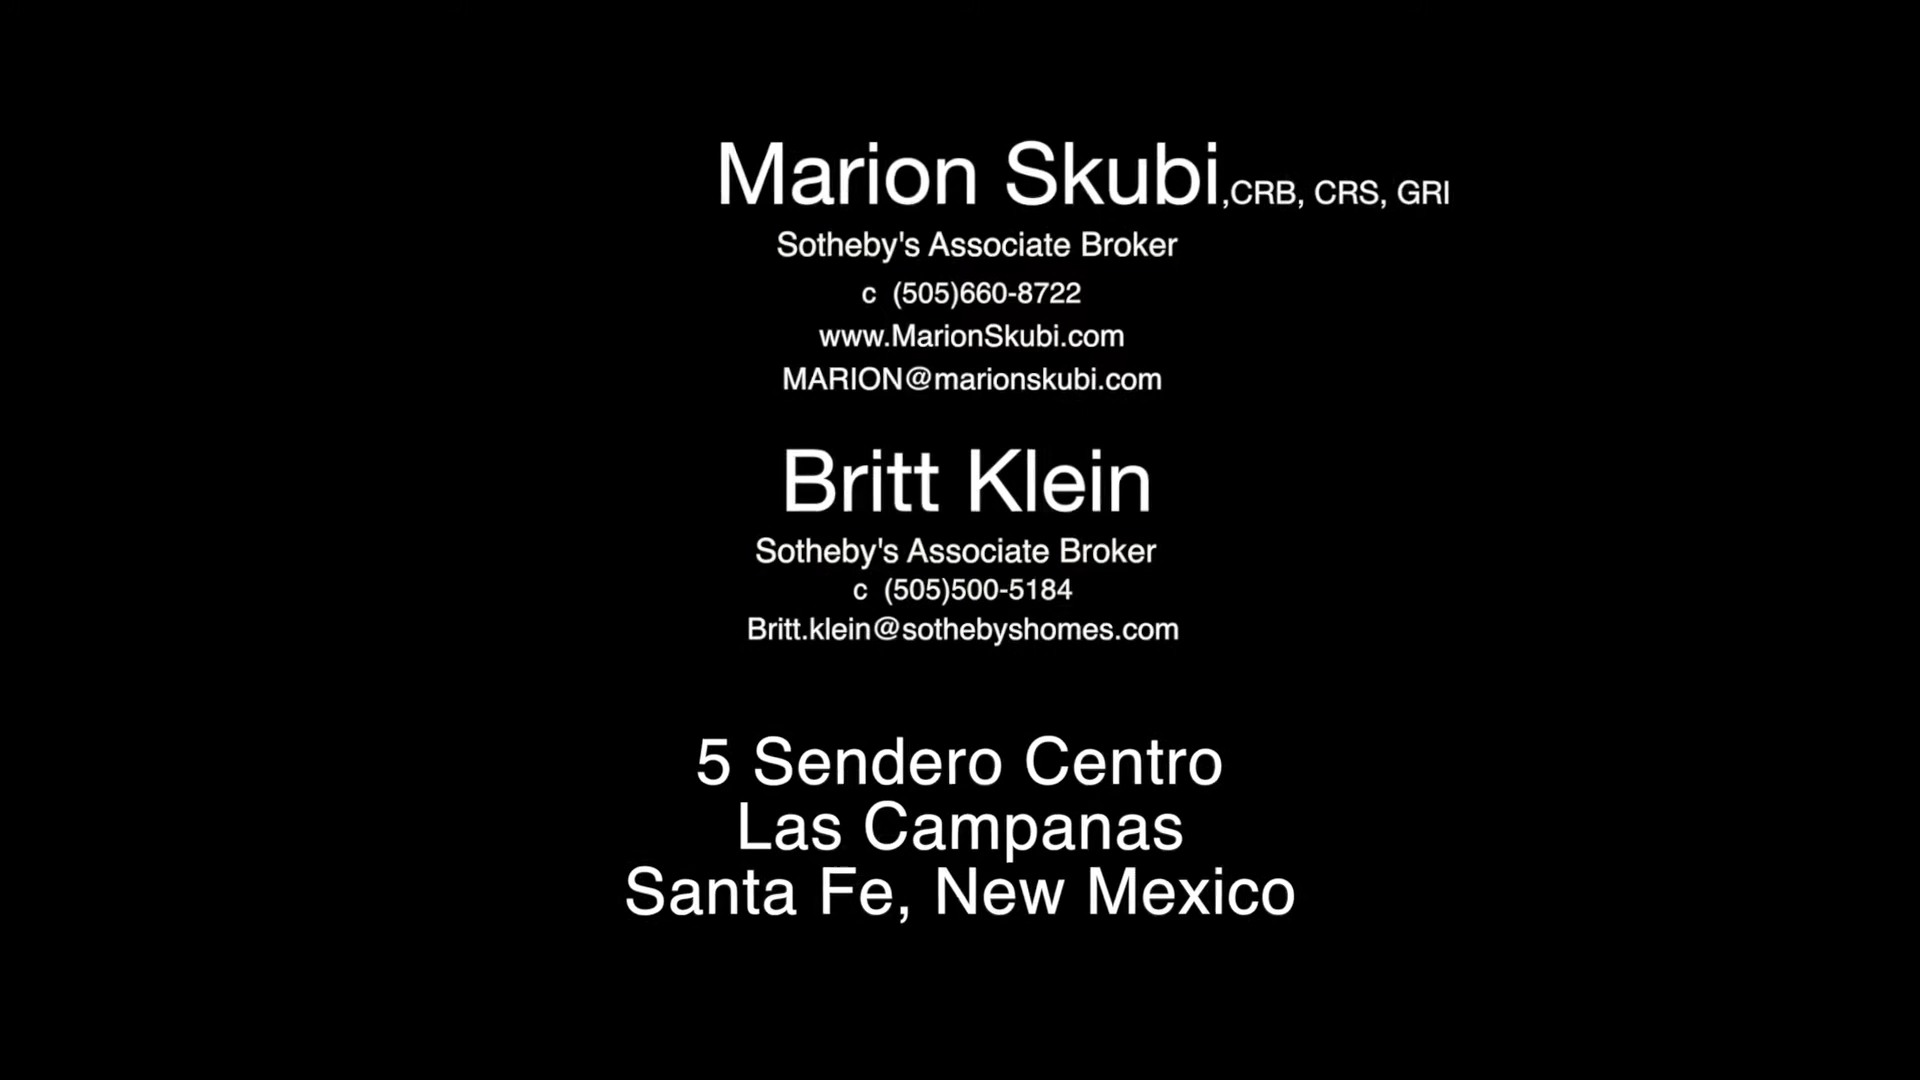 Marion Skubi,CRB, CRS, GRI
Sotheby's Associate Broker
c (505)660-8722
www.MarionSkubi.com
MARION@marionskubi.com
Britt Klein
Sotheby's Associate Broker
c (505)500-5184
Britt.klein@sothebyshomes.com
5 Sendero Centro
Las Campanas
Santa Fe, New Mexico